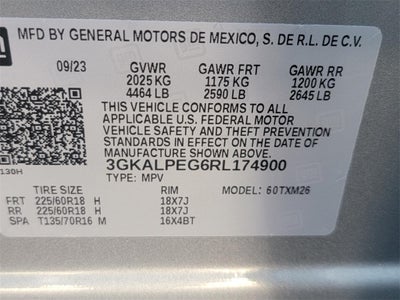 BY GENERAL MOTORS DE MEXICO, S. DE R.L. DE C.V.
09/23 GVWR GAWR FRT GAWR RR
2025 KG 1175 KG 1200 KG
4464 LB 2590 LB 2645 LB
THIS VEHICLE CONFORMS TO ALL
APPLICABLE U.S. FEDERAL MOTOR
VEHICLE SAFETY AND THEFT PREVENTION
STANDARDS IN EFFECT ON THE DATE OF
MANUFACTURE SHOWN ABOVE.
130H 3GKALPEG6RL174900
TYPE: MPV
TIRE SIZE RIM MODEL: 60TXM26
FRT 225/60R18 H 18X7J
RR 225/60R18 H 18X7J
SPA T135/70R16 M 16X4BT